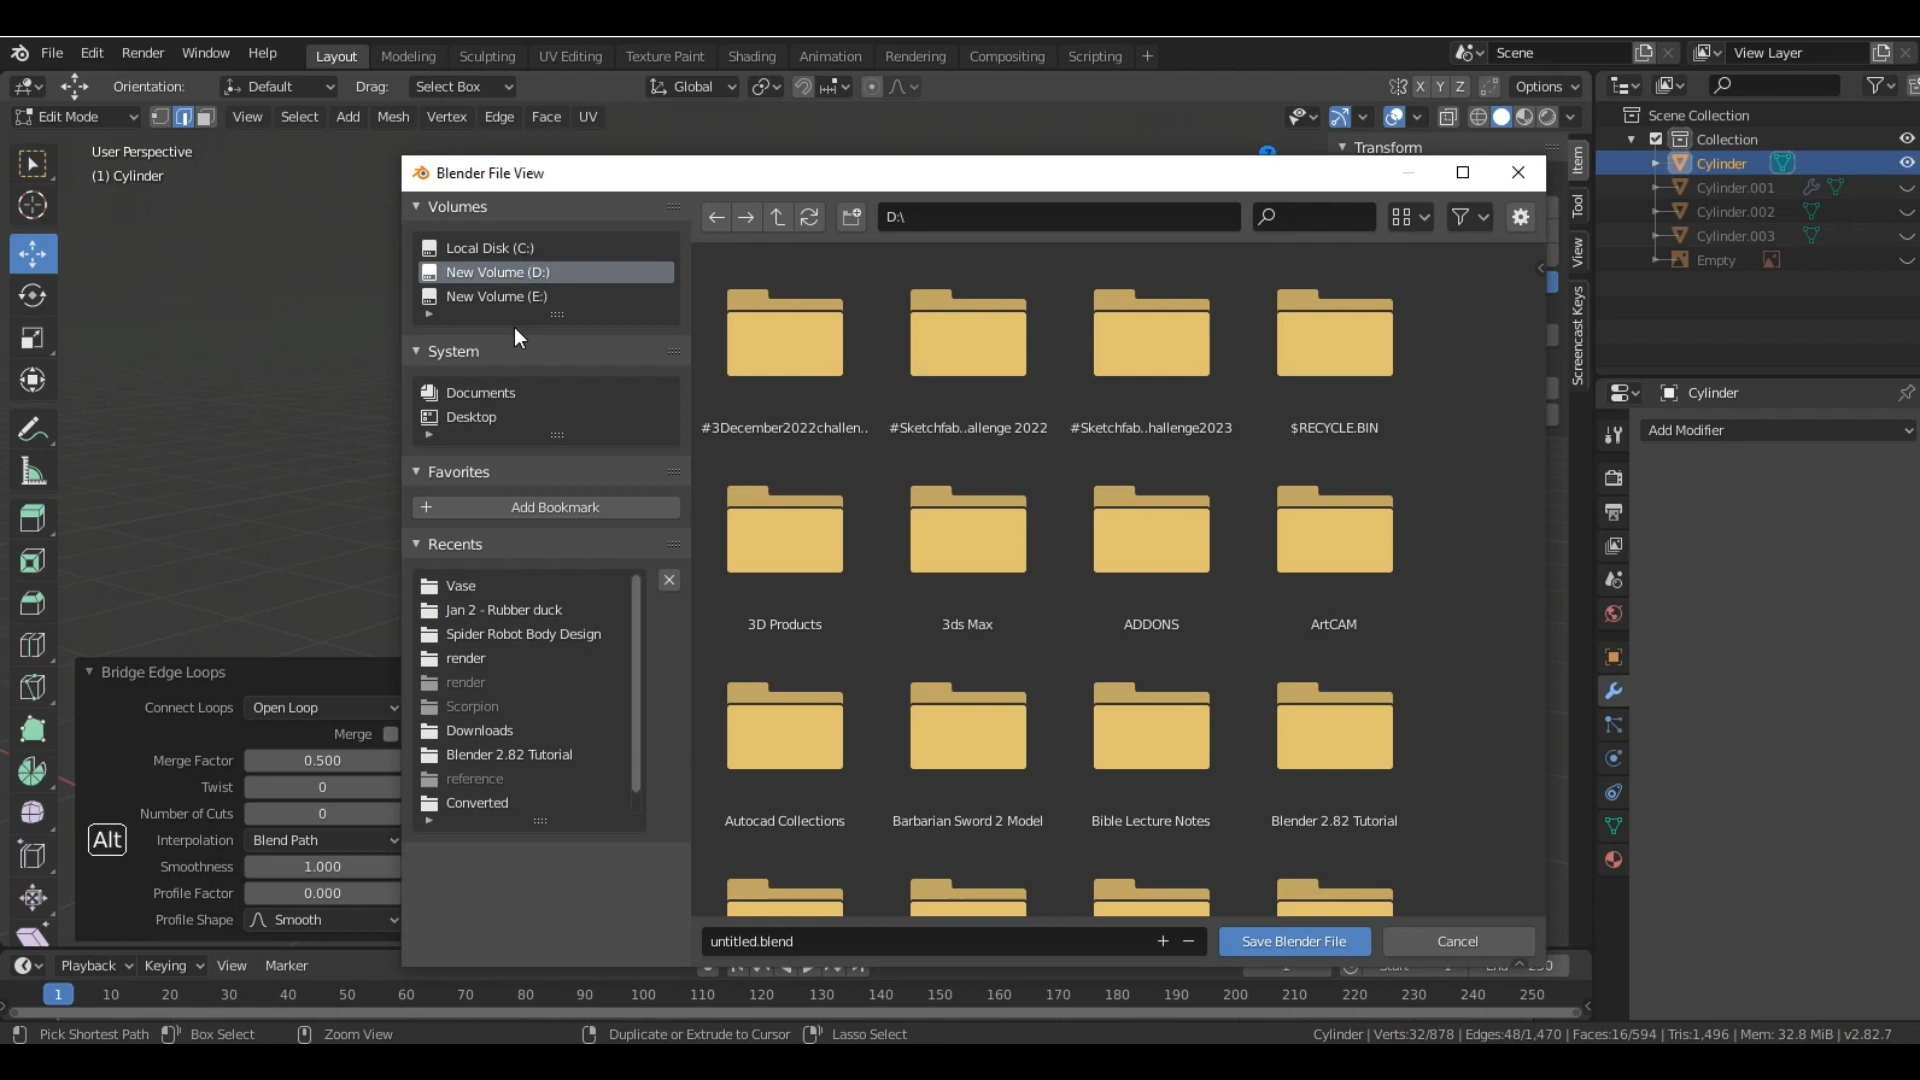 File Edit Render Window Help Layout Modeling Sculpting UV Editing Texture Paint Shading Animation Rendering Compositing Scripting + Scene View Layer
Orientation: Default Drag: Select Box Global X Y Z Options
Edit Mode View Select Add Mesh Vertex Edge Face UV
User Perspective
(1) Cylinder
Transform
Item
Tool
View
Screencast Keys
Scene Collection
Collection
Cylinder
Cylinder.001
Cylinder.002
Cylinder.003
Empty
Cylinder
Add Modifier
Blender File View
Volumes
Local Disk (C:)
New Volume (D:)
New Volume (E:)
System
Documents
Desktop
Favorites
Add Bookmark
Recents
Vase
Jan 2 - Rubber duck
Spider Robot Body Design
render
render
Scorpion
Downloads
Blender 2.82 Tutorial
reference
Converted
D:\
#3December2022challen.. #Sketchfab..allenge 2022 #Sketchfab..hallenge2023 $RECYCLE.BIN
3D Products 3ds Max ADDONS ArtCAM
Autocad Collections Barbarian Sword 2 Model Bible Lecture Notes Blender 2.82 Tutorial
untitled.blend Save Blender File Cancel
Bridge Edge Loops
Connect Loops Open Loop
Merge
Merge Factor 0.500
Twist 0
Number of Cuts 0
Interpolation Blend Path
Smoothness 1.000
Profile Factor 0.000
Profile Shape Smooth
Alt
Playback Keying View Marker
1 10 20 30 40 50 60 70 80 90 100 110 120 130 140 150 160 170 180 190 200 210 220 230 240 250
Pick Shortest Path Box Select Zoom View Duplicate or Extrude to Cursor Lasso Select Cylinder | Verts:32/878 | Edges:48/1,470 | Faces:16/594 | Tris:1,496 | Mem: 32.8 MiB | v2.82.7